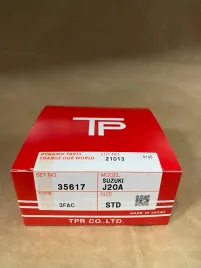 TP
DYNAMIC PARTS
CHANGE OUR WORLD
LOT NO
21013
SET NO
35617
MODEL
SUZUKI
J20A
TYPE
3FAC
SIZE
STD
MADE IN JAPAN
TPR CO.,LTD.